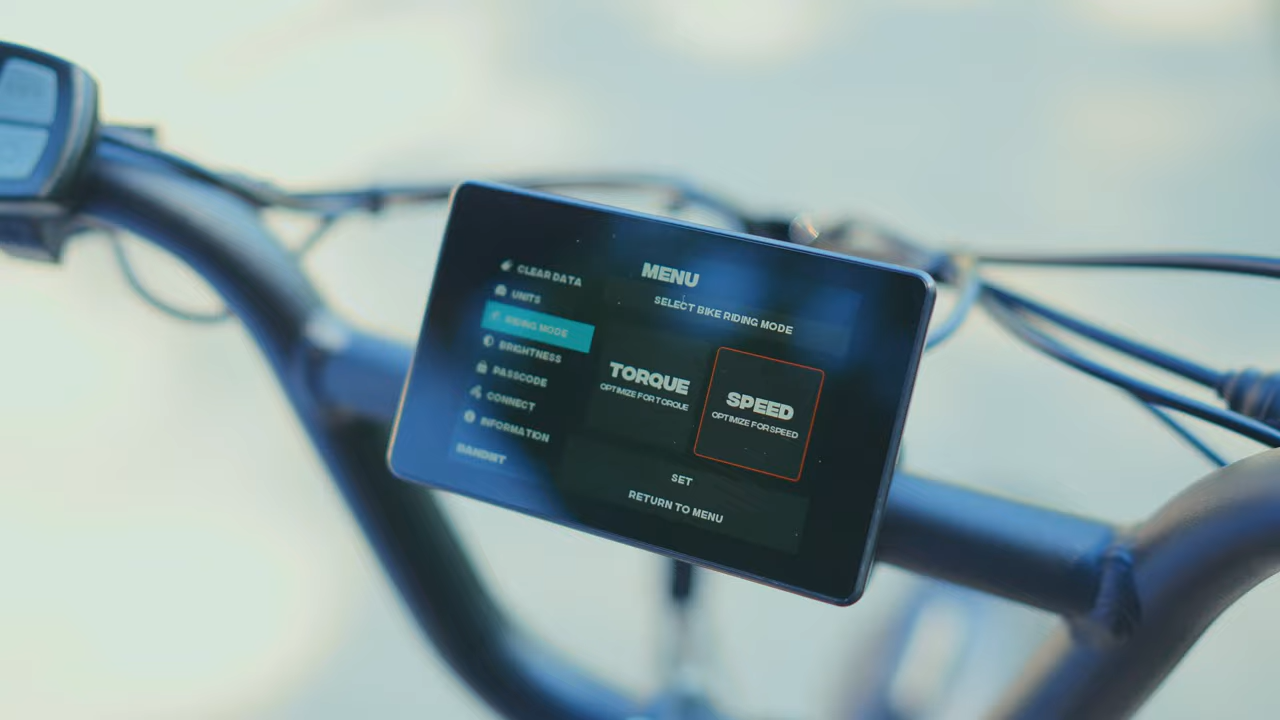 MENU
SELECT BIKE RIDING MODE
CLEAR DATA
UNITS
RIDING MODE
BRIGHTNESS
PASSCODE
CONNECT
INFORMATION
BANDIT
TORQUE
OPTIMIZE FOR TORQUE
SPEED
OPTIMIZE FOR SPEED
SET
RETURN TO MENU